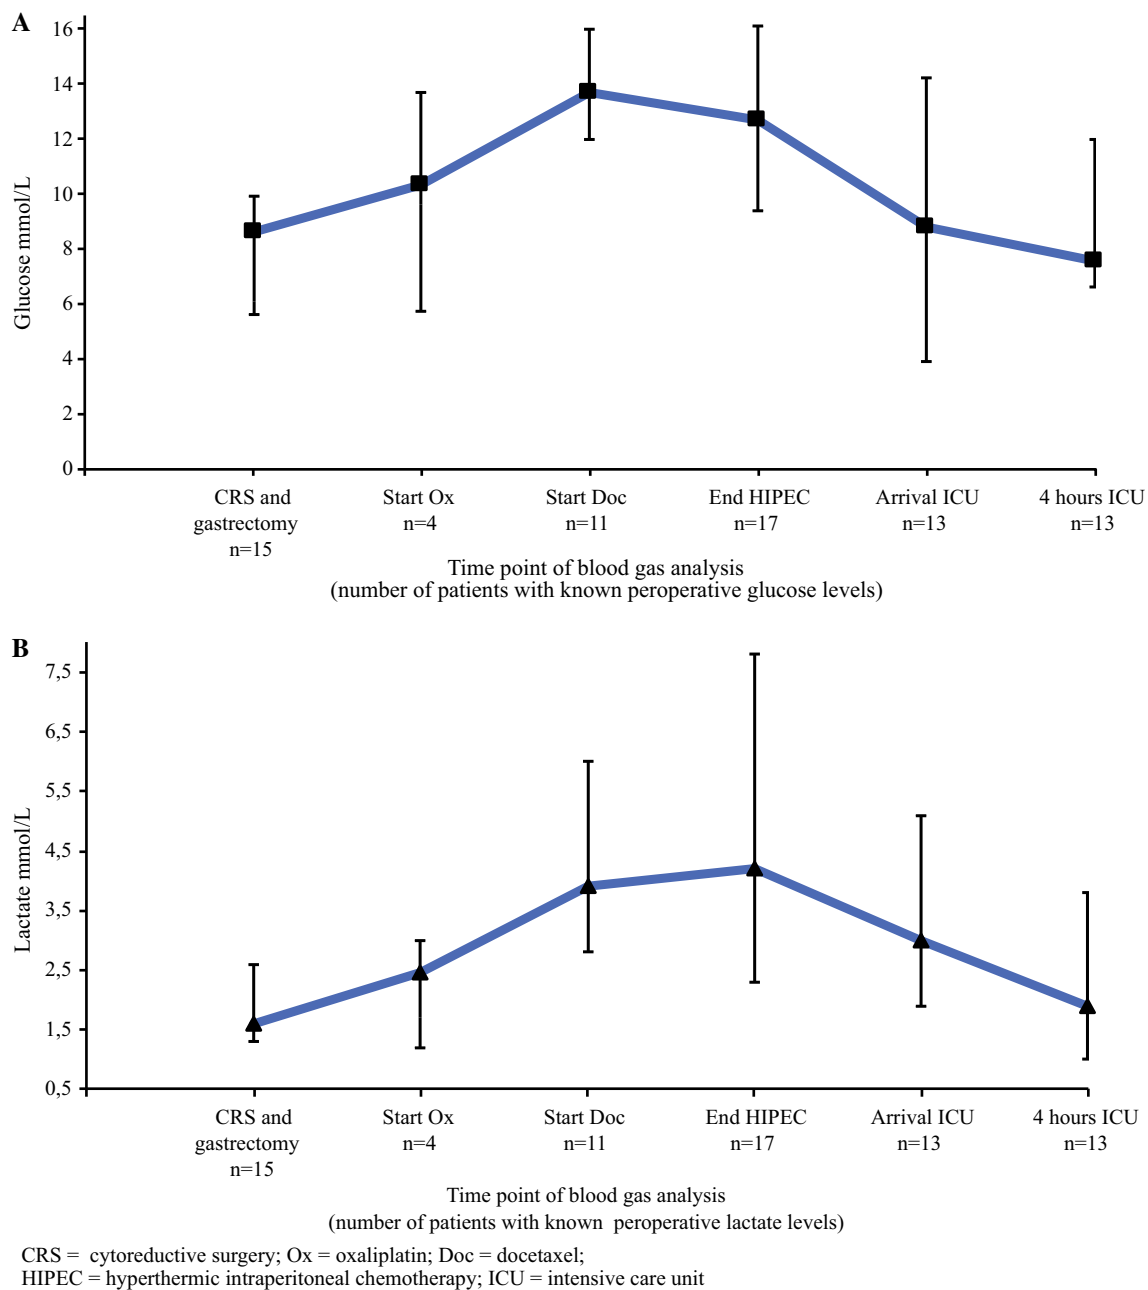 A
Glucose mmol/L
16
14
12
10
8
6
4
2
0
CRS and gastrectomy n=15
Start Ox n=4
Start Doc n=11
End HIPEC n=17
Arrival ICU n=13
4 hours ICU n=13
Time point of blood gas analysis
(number of patients with known peroperative glucose levels)
B
Lactate mmol/L
7,5
6,5
5,5
4,5
3,5
2,5
1,5
0,5
CRS and gastrectomy n=15
Start Ox n=4
Start Doc n=11
End HIPEC n=17
Arrival ICU n=13
4 hours ICU n=13
Time point of blood gas analysis
(number of patients with known peroperative lactate levels)
CRS = cytoreductive surgery; Ox = oxaliplatin; Doc = docetaxel;
HIPEC = hyperthermic intraperitoneal chemotherapy; ICU = intensive care unit